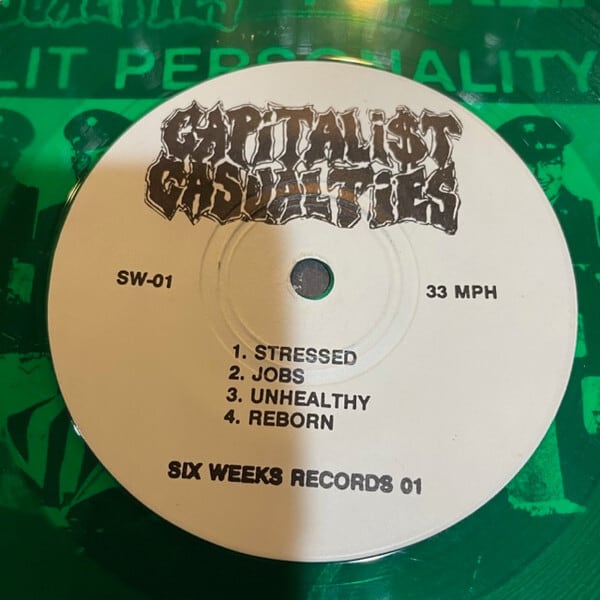 LIT PERSONALITY
CAPiTALi$T
CASUALTiES
SW-01
33 MPH
1. STRESSED
2. JOBS
3. UNHEALTHY
4. REBORN
SIX WEEKS RECORDS 01